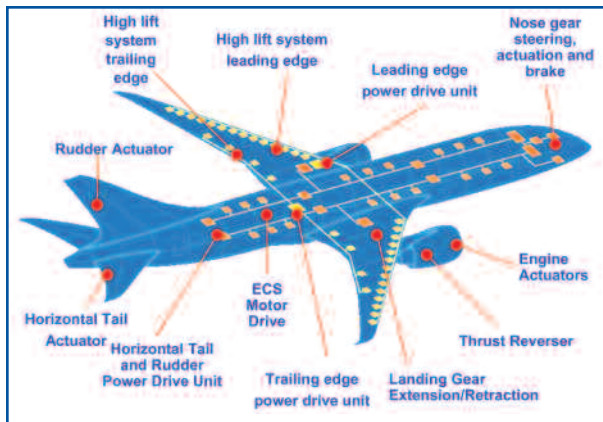 High lift
system
trailing
edge
High lift system
leading edge
Leading edge
power drive unit
Nose gear
steering,
actuation and
brake
Rudder Actuator
Engine
Actuators
Thrust Reverser
Landing Gear
Extension/Retraction
Trailing edge
power drive unit
ECS
Motor
Drive
Horizontal Tail
and Rudder
Power Drive Unit
Horizontal Tail
Actuator